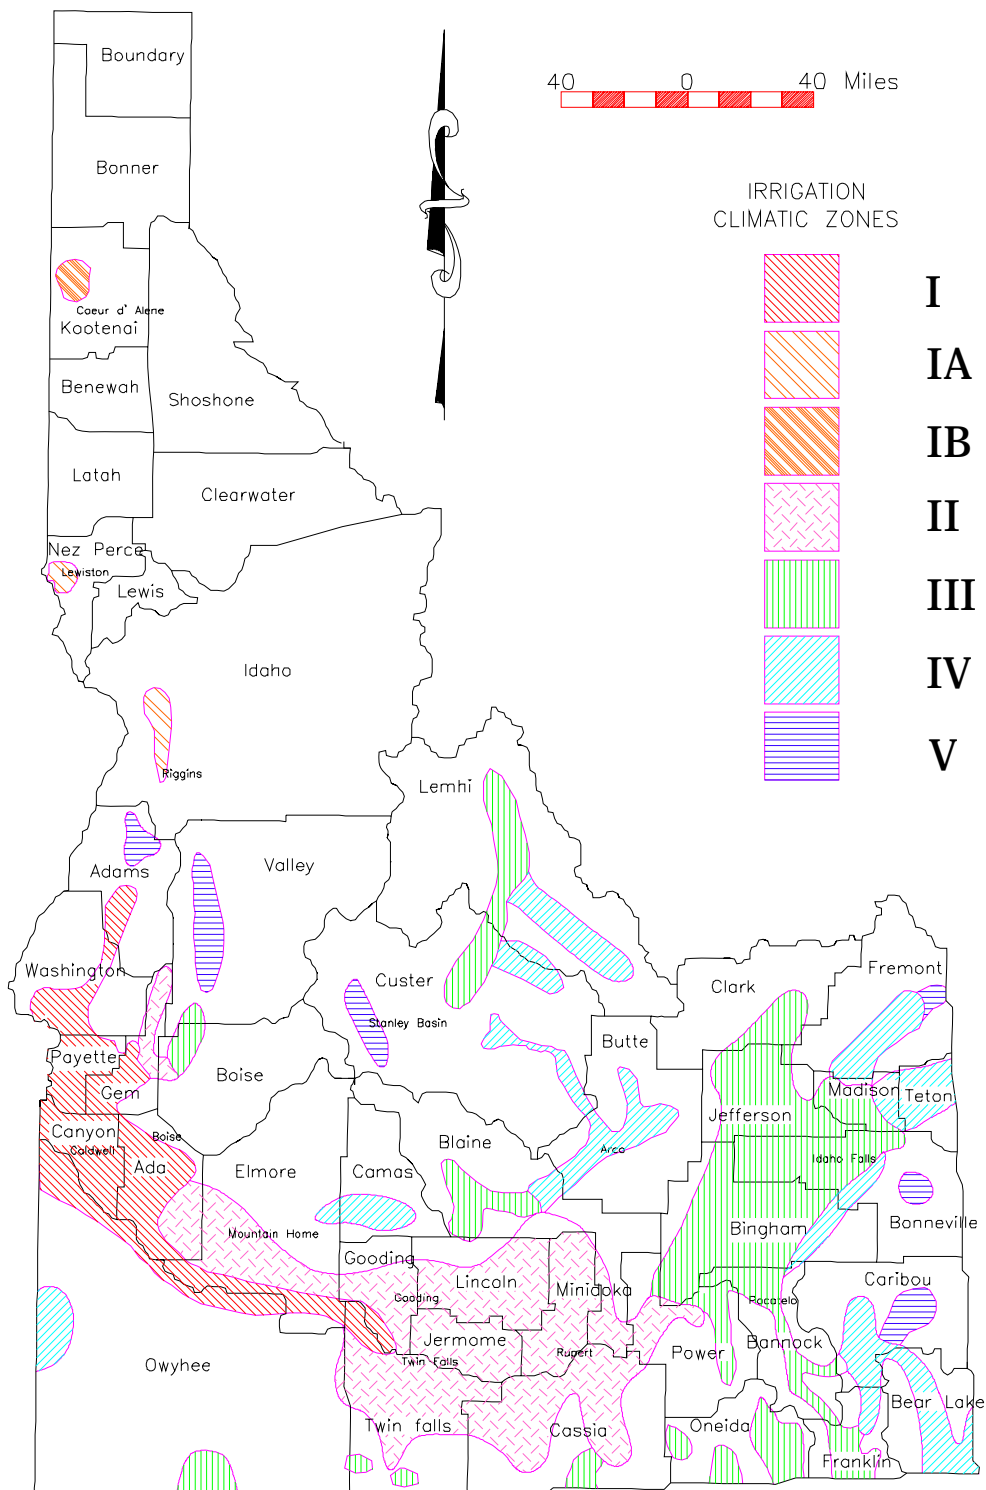 Boundary
40 0 40 Miles
Bonner
IRRIGATION
CLIMATIC ZONES
I
Coeur d' Alene
Kootenai
IA
Benewah
Shoshone
IB
Latah
Clearwater
II
Nez Perce
Lewiston
Lewis
III
Idaho
IV
Riggins
V
Lemhi
Adams
Valley
Washington
Custer
Stanley Basin
Clark
Fremont
Butte
Payette
Gem
Boise
Madison
Teton
Jefferson
Canyon
Boise
Caldwell
Ada
Elmore
Camas
Blaine
Arco
Idaho Falls
Mountain Home
Bingham
Bonneville
Gooding
Lincoln
Minidoka
Caribou
Gooding
Pocatelo
Jermome
Twin Falls
Rupert
Power
Bannock
Owyhee
Twin falls
Cassia
Oneida
Bear Lake
Franklin